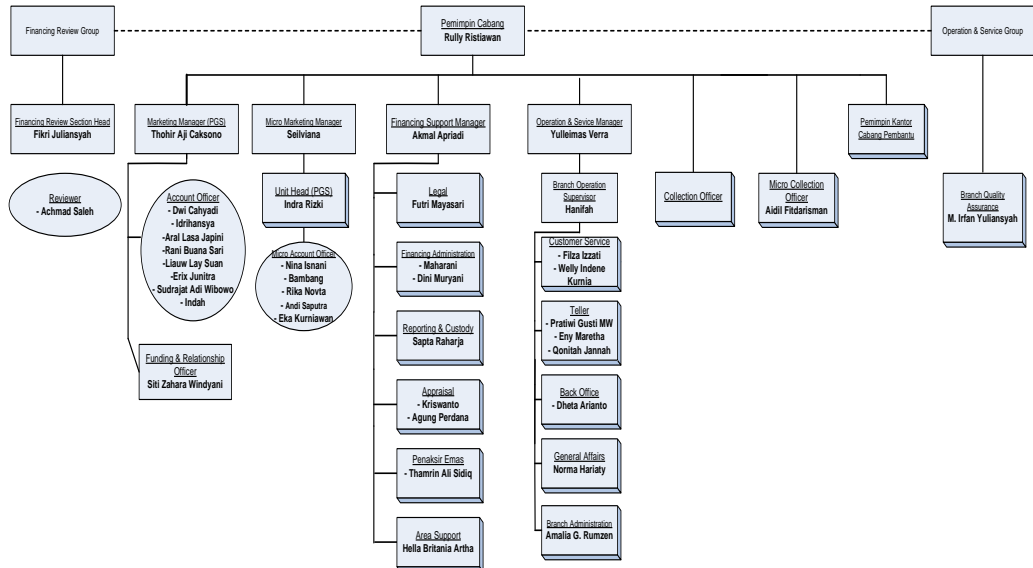 Financing Review Group
Pemimpin Cabang
Rully Ristiawan
Operation & Service Group
Financing Review Section Head
Fikri Juliansyah
Marketing Manager (PGS)
Thohir Aji Caksono
Micro Marketing Manager
Seilviana
Financing Support Manager
Akmal Apriadi
Operation & Sevice Manager
Yulleimas Verra
Pemimpin Kantor
Cabang Pembantu
Reviewer
- Achmad Saleh
Account Officer
- Dwi Cahyadi
- Idrihansya
-Aral Lasa Japini
-Rani Buana Sari
-Liauw Lay Suan
-Erix Junitra
- Sudrajat Adi Wibowo
- Indah
Funding & Relationship
Officer
Siti Zahara Windyani
Unit Head (PGS)
Indra Rizki
Micro Account Officer
- Nina Isnani
- Bambang
- Rika Novta
- Andi Saputra
- Eka Kurniawan
Legal
Futri Mayasari
Financing Administration
- Maharani
- Dini Muryani
Reporting & Custody
Sapta Raharja
Appraisal
- Kriswanto
- Agung Perdana
Penaksir Emas
- Thamrin Ali Sidiq
Area Support
Hella Britania Artha
Branch Operation
Supervisor
Hanifah
Customer Service
- Filza Izzati
- Welly Indene
Kurnia
Teller
- Pratiwi Gusti MW
- Eny Maretha
- Qonitah Jannah
Back Office
- Dheta Arianto
General Affairs
Norma Hariaty
Branch Administration
Amalia G. Rumzen
Collection Officer
Micro Collection
Officer
Aidil Fitdarisman
Branch Quality
Assurance
M. Irfan Yuliansyah